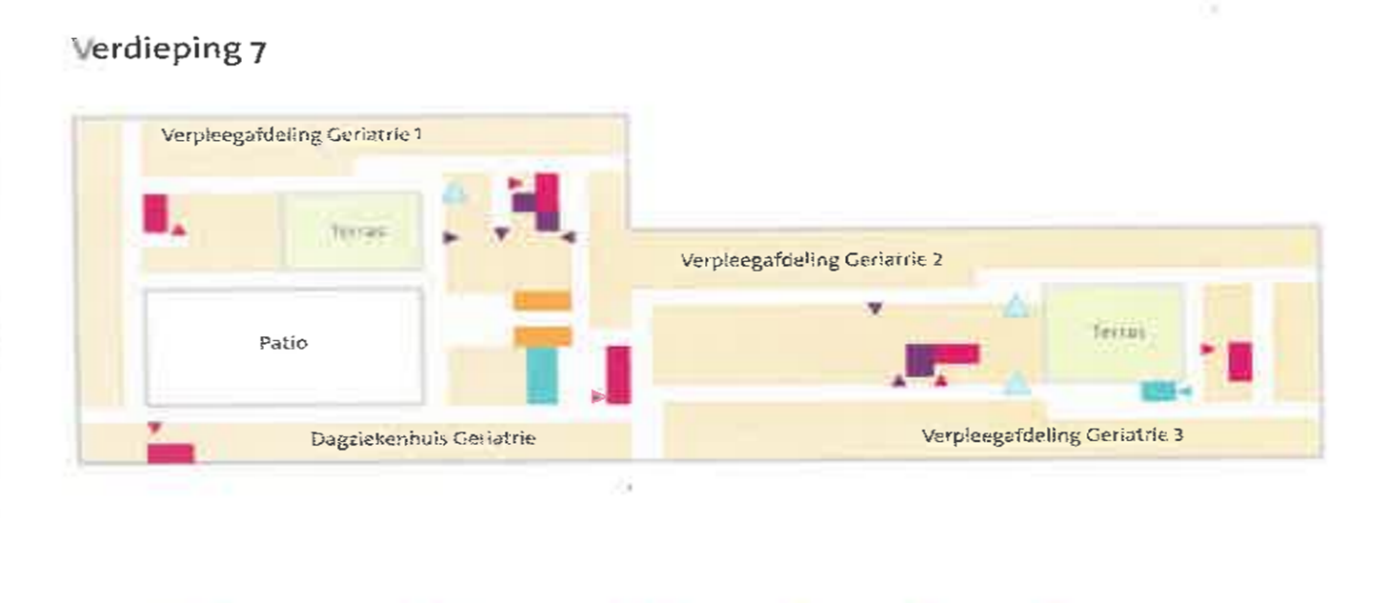 Verdieping 7
Verpleegafdeling Geriatrie 1
Terras
Verpleegafdeling Geriatrie 2
Terras
Patio
Dagziekenhuis Geriatrie
Verpleegafdeling Geriatrie 3